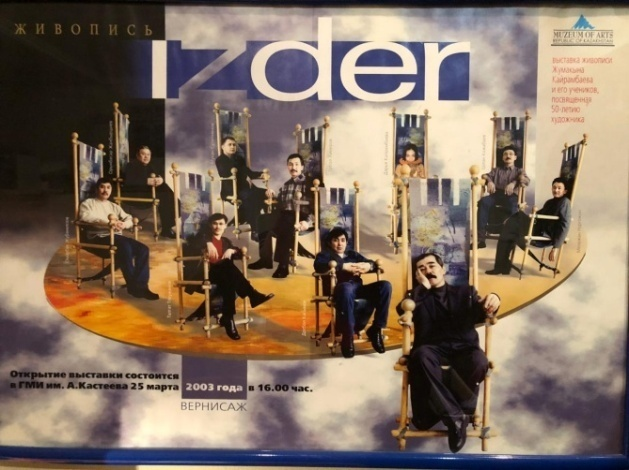 ЖИВОПИСЬ
izder
MUZEUM OF ARTS
REPUBLIC OF KAZAKHSTAN
выставка живописи
Жумакына
Кайрамбаева
и его учеников,
посвященная
50-летию
художника
Открытие выставки состоится
в ГМИ им. А.Кастеева 25 марта 2003 года в 16.00 час.
ВЕРНИСАЖ